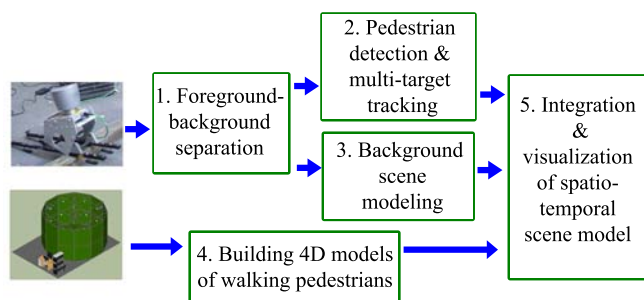 1. Foreground-
background
separation
2. Pedestrian
detection &
multi-target
tracking
3. Background
scene
modeling
4. Building 4D models
of walking pedestrians
5. Integration
&
visualization
of spatio-
temporal
scene model